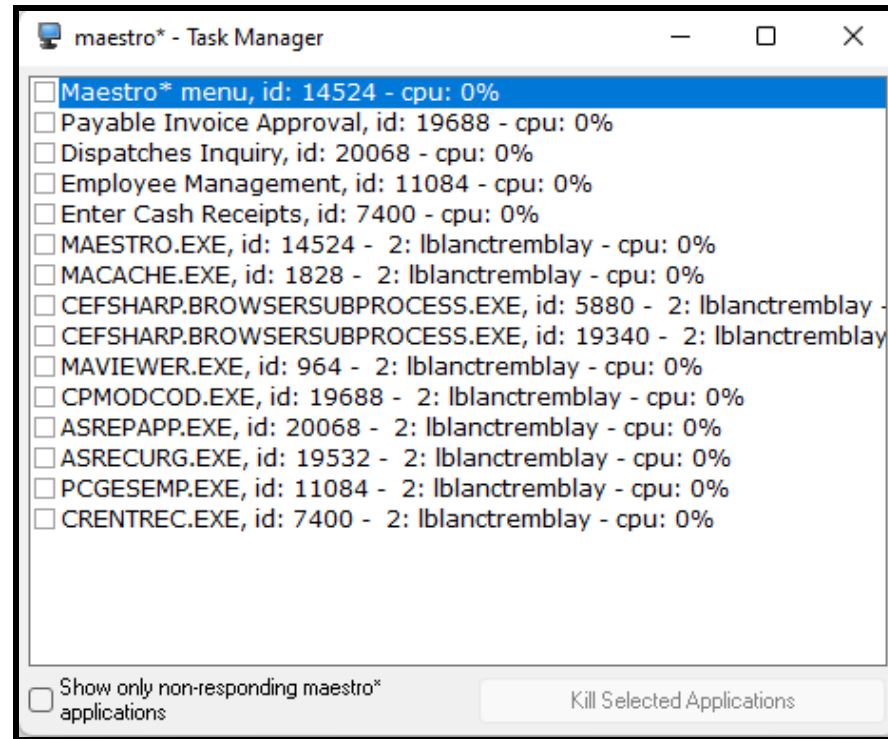 maestro* - Task Manager
Maestro* menu, id: 14524 - cpu: 0%
Payable Invoice Approval, id: 19688 - cpu: 0%
Dispatches Inquiry, id: 20068 - cpu: 0%
Employee Management, id: 11084 - cpu: 0%
Enter Cash Receipts, id: 7400 - cpu: 0%
MAESTRO.EXE, id: 14524 -  2: lblanctremblay - cpu: 0%
MACACHE.EXE, id: 1828 -  2: lblanctremblay - cpu: 0%
CEFSHARP.BROWSERSUBPROCESS.EXE, id: 5880 -  2: lblanctremblay -
CEFSHARP.BROWSERSUBPROCESS.EXE, id: 19340 -  2: lblanctremblay
MAVIEWER.EXE, id: 964 -  2: lblanctremblay - cpu: 0%
CPMODCOD.EXE, id: 19688 -  2: lblanctremblay - cpu: 0%
ASREPAPP.EXE, id: 20068 -  2: lblanctremblay - cpu: 0%
ASRECURG.EXE, id: 19532 -  2: lblanctremblay - cpu: 0%
PCGESEMP.EXE, id: 11084 -  2: lblanctremblay - cpu: 0%
CRENTREC.EXE, id: 7400 -  2: lblanctremblay - cpu: 0%
Show only non-responding maestro*
applications
Kill Selected Applications